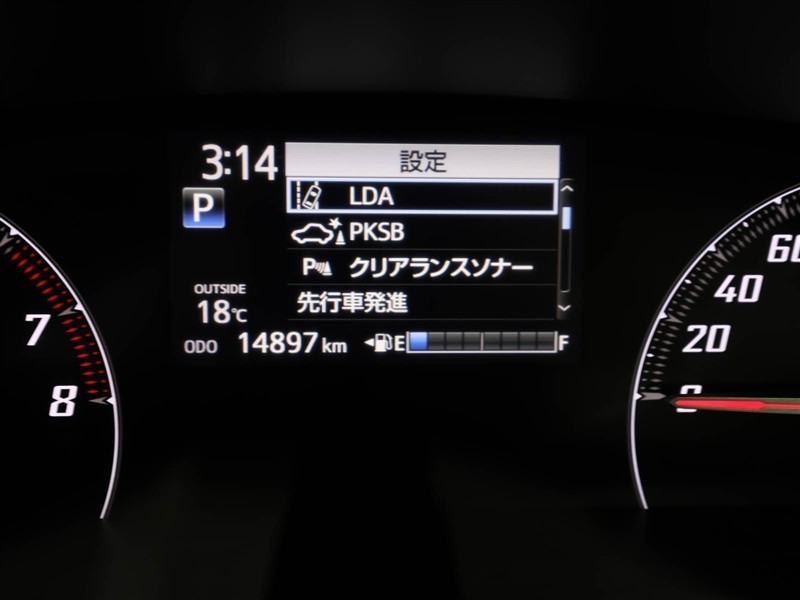 3:14
設定
P
LDA
PKSB
P クリアランスソナー
先行車発進
OUTSIDE
18℃
ODO 14897 km
E F
7
8
60
40
20
0